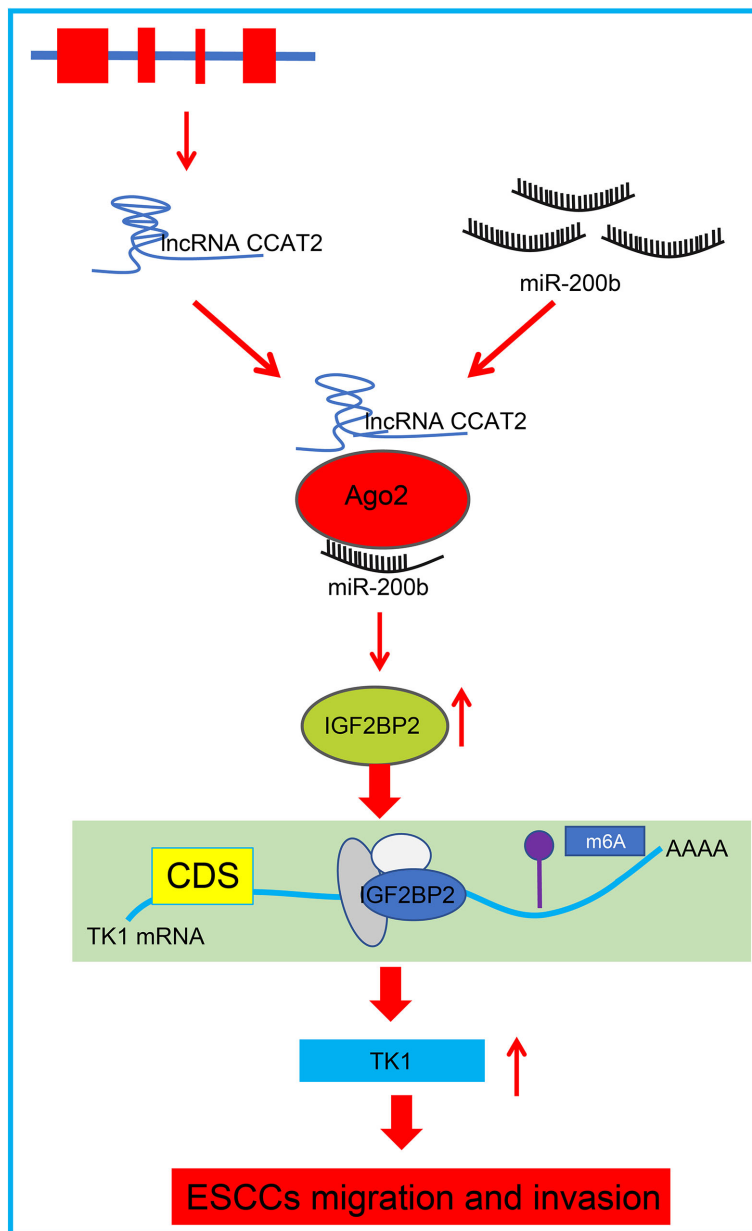 lncRNA CCAT2
miR-200b
lncRNA CCAT2
Ago2
miR-200b
IGF2BP2
m6A
AAAA
CDS
IGF2BP2
TK1 mRNA
TK1
ESCCs migration and invasion